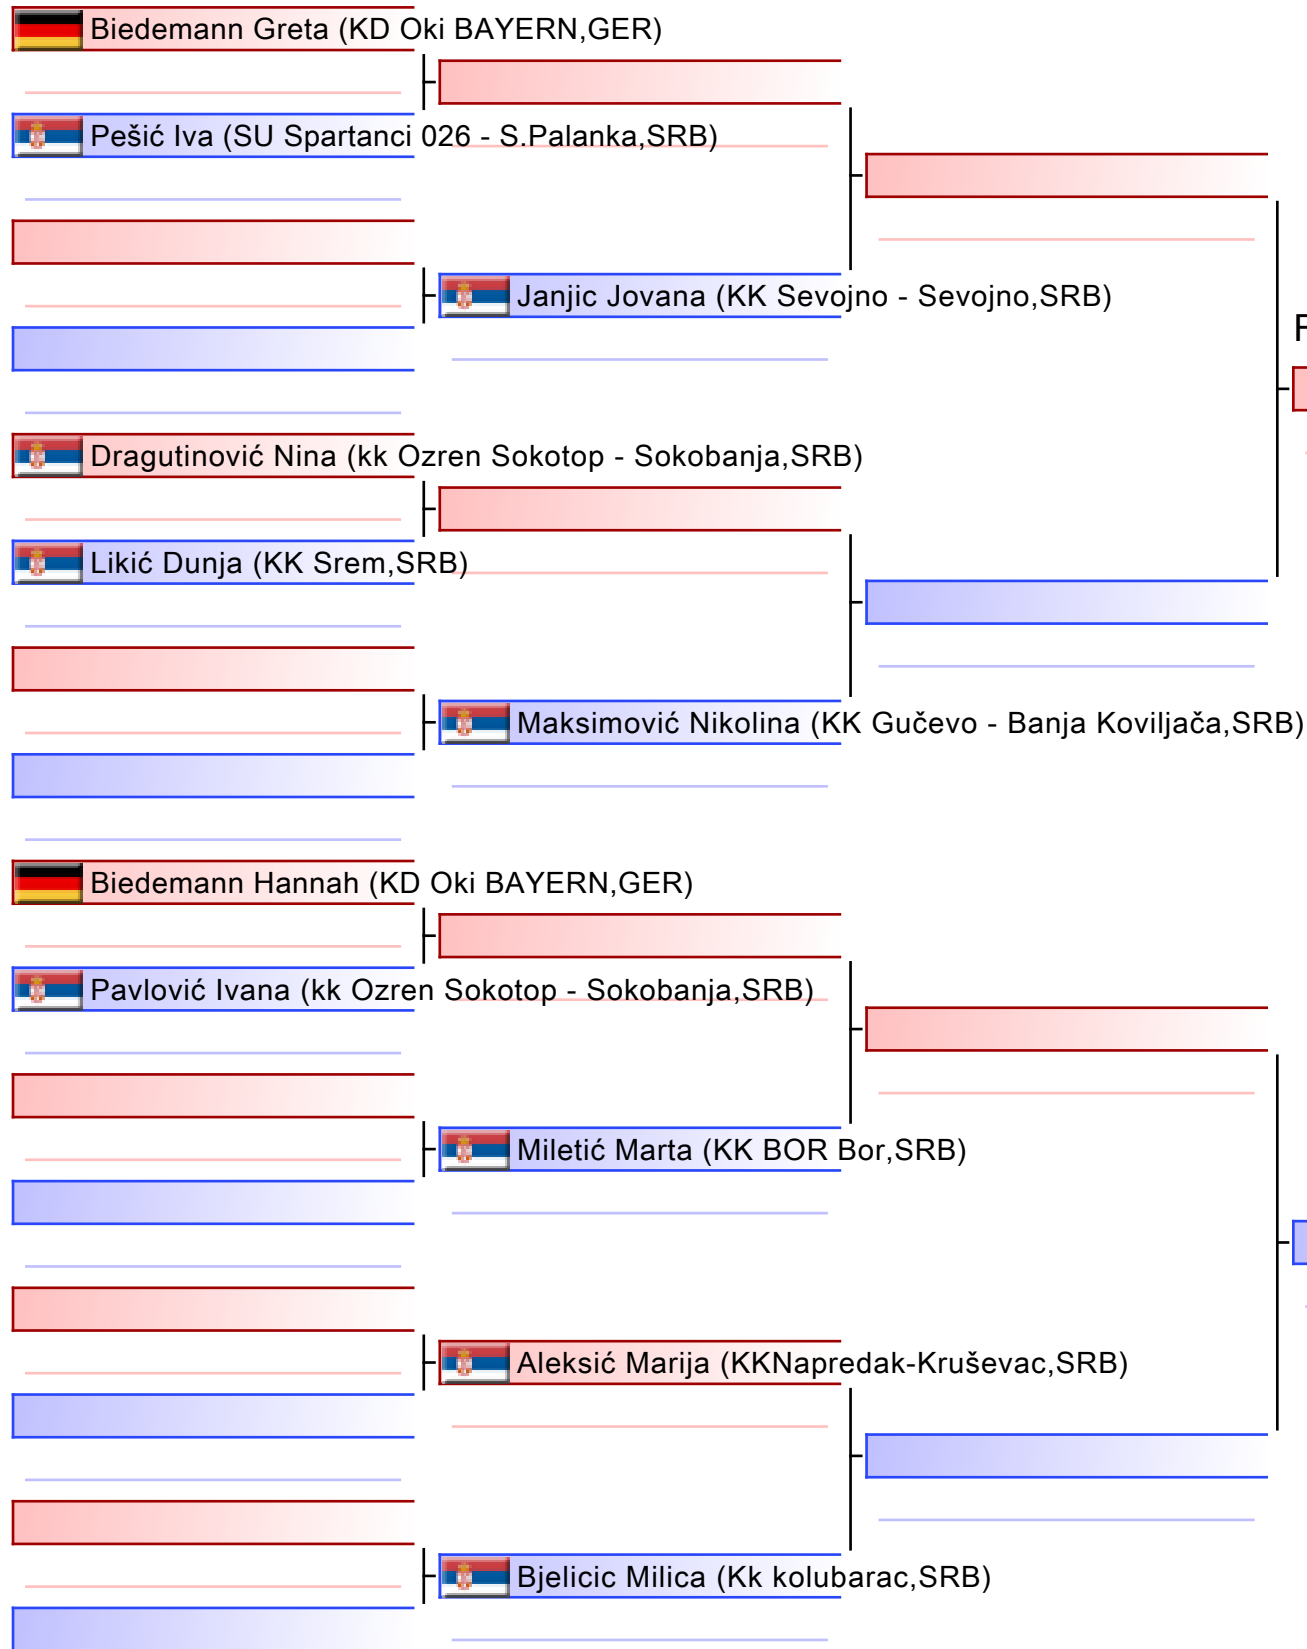 Biedemann Greta (KD Oki BAYERN,GER)
Pešić Iva (SU Spartanci 026 - S.Palanka,SRB)
Janjic Jovana (KK Sevojno - Sevojno,SRB)
Dragutinović Nina (kk Ozren Sokotop - Sokobanja,SRB)
Likić Dunja (KK Srem,SRB)
Maksimović Nikolina (KK Gučevo - Banja Koviljača,SRB)
Biedemann Hannah (KD Oki BAYERN,GER)
Pavlović Ivana (kk Ozren Sokotop - Sokobanja,SRB)
Miletić Marta (KK BOR Bor,SRB)
Aleksić Marija (KKNapredak-Kruševac,SRB)
Bjelicic Milica (Kk kolubarac,SRB)